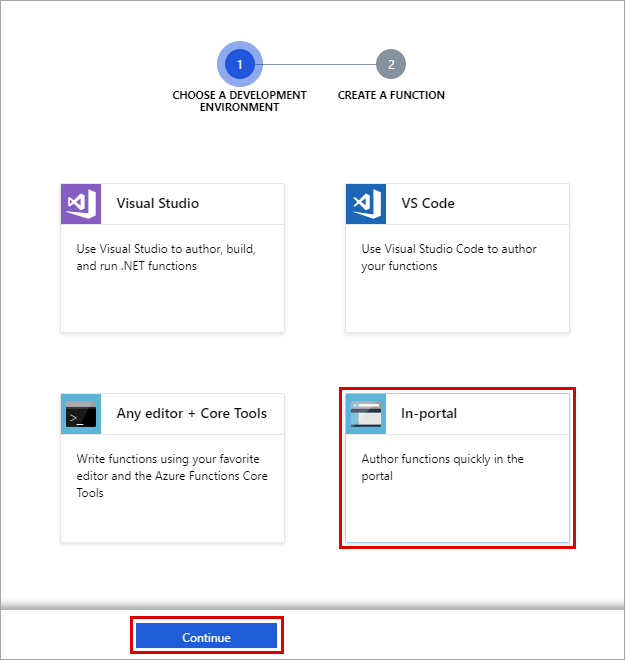 1
2
CHOOSE A DEVELOPMENT
ENVIRONMENT
CREATE A FUNCTION
Visual Studio
Use Visual Studio to author, build,
and run .NET functions
VS Code
Use Visual Studio Code to author
your functions
Any editor + Core Tools
>_
Write functions using your favorite
editor and the Azure Functions Core
Tools
In-portal
Author functions quickly in the
portal
Continue